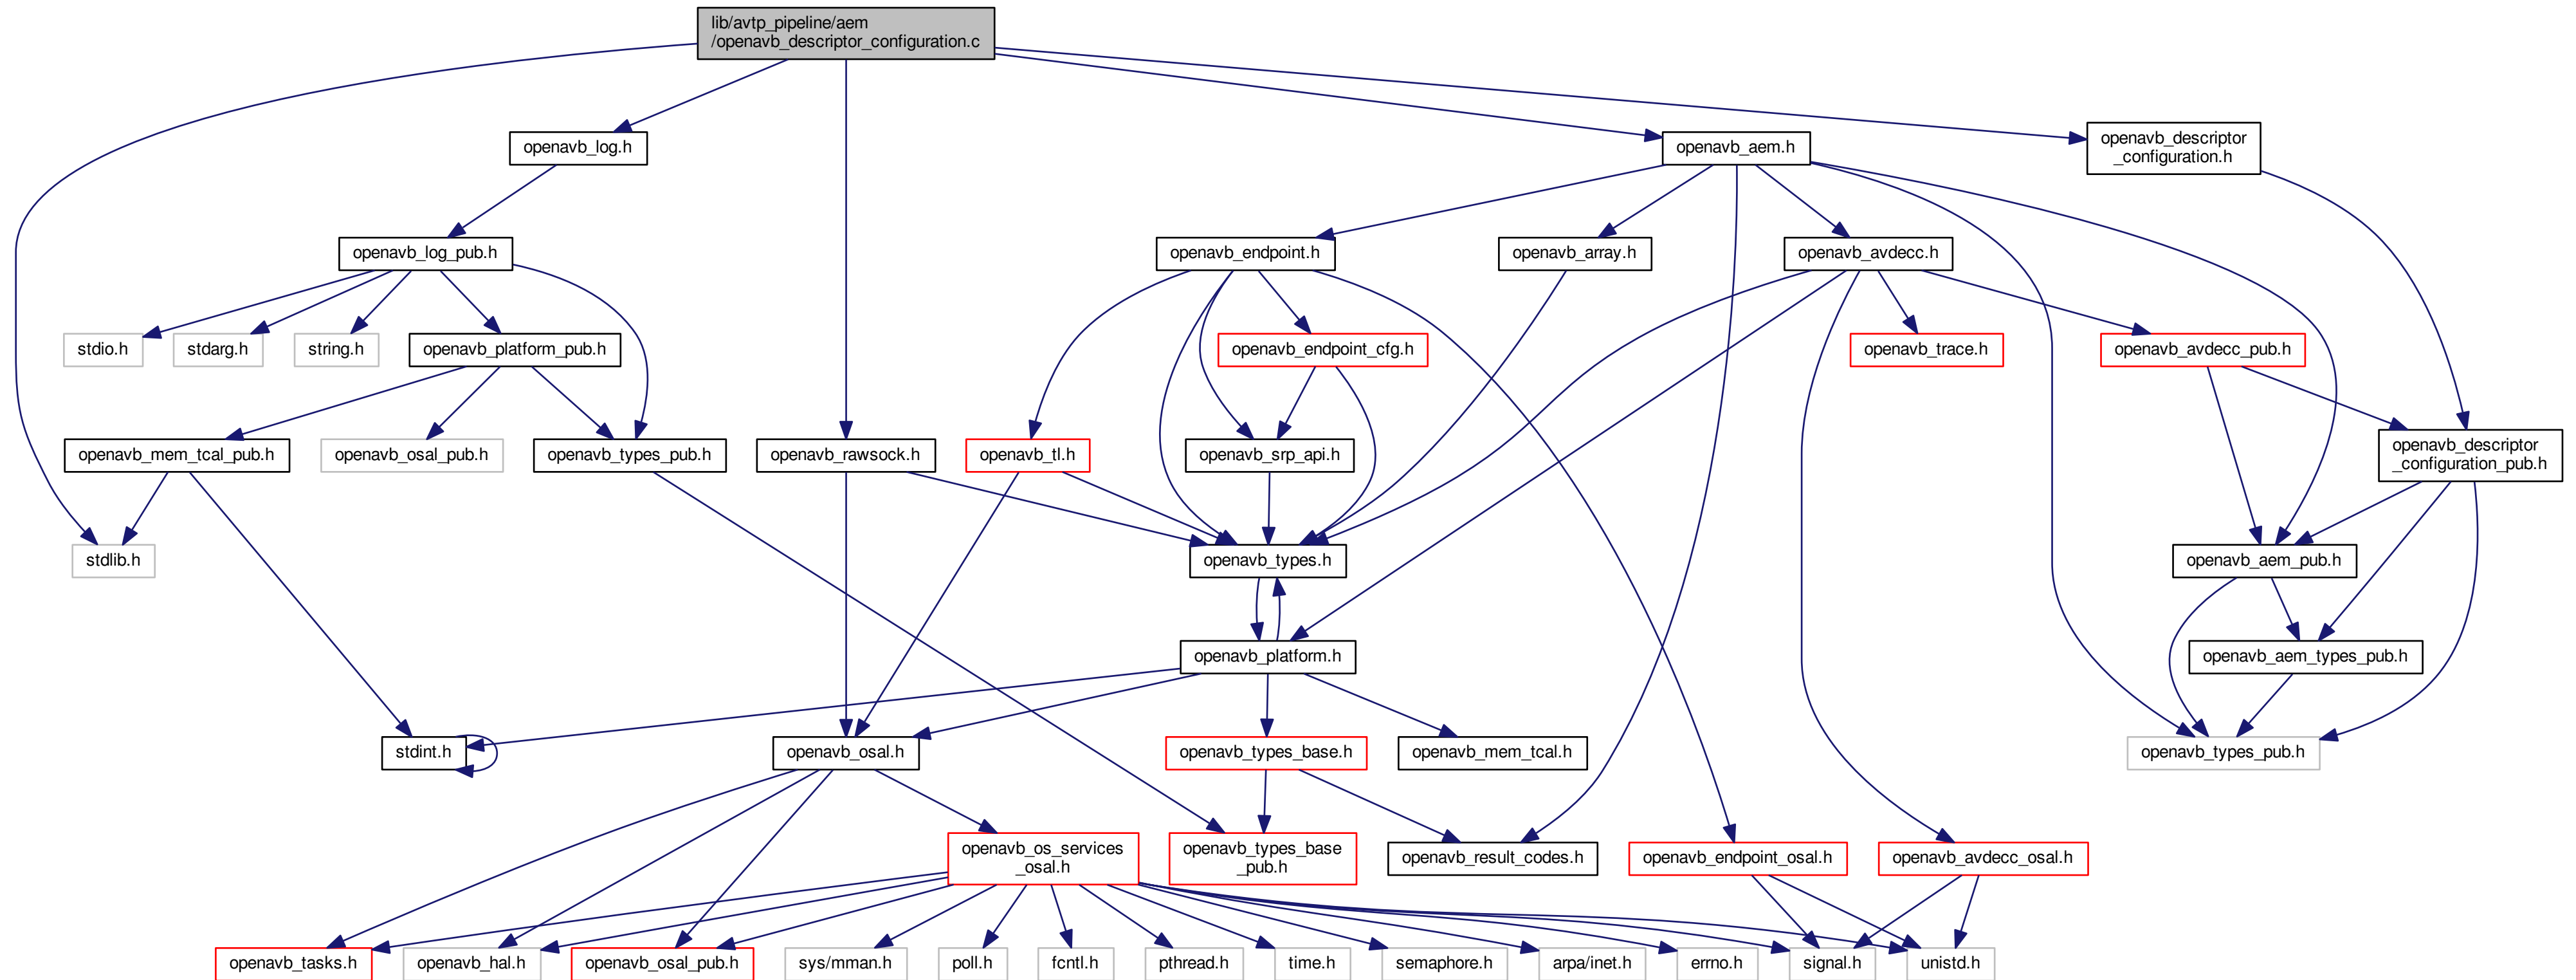 lib/avtp_pipeline/aem
/openavb_descriptor_configuration.c
openavb_log.h
openavb_aem.h
openavb_descriptor
_configuration.h
openavb_log_pub.h
openavb_endpoint.h
openavb_array.h
openavb_avdecc.h
stdio.h
stdarg.h
string.h
openavb_platform_pub.h
openavb_endpoint_cfg.h
openavb_trace.h
openavb_avdecc_pub.h
openavb_mem_tcal_pub.h
openavb_osal_pub.h
openavb_types_pub.h
openavb_rawsock.h
openavb_tl.h
openavb_srp_api.h
openavb_descriptor
_configuration_pub.h
stdlib.h
openavb_types.h
openavb_aem_pub.h
openavb_platform.h
openavb_aem_types_pub.h
stdint.h
openavb_osal.h
openavb_types_base.h
openavb_mem_tcal.h
openavb_types_pub.h
openavb_os_services
_osal.h
openavb_types_base
_pub.h
openavb_result_codes.h
openavb_endpoint_osal.h
openavb_avdecc_osal.h
openavb_tasks.h
openavb_hal.h
openavb_osal_pub.h
sys/mman.h
poll.h
fcntl.h
pthread.h
time.h
semaphore.h
arpa/inet.h
errno.h
signal.h
unistd.h